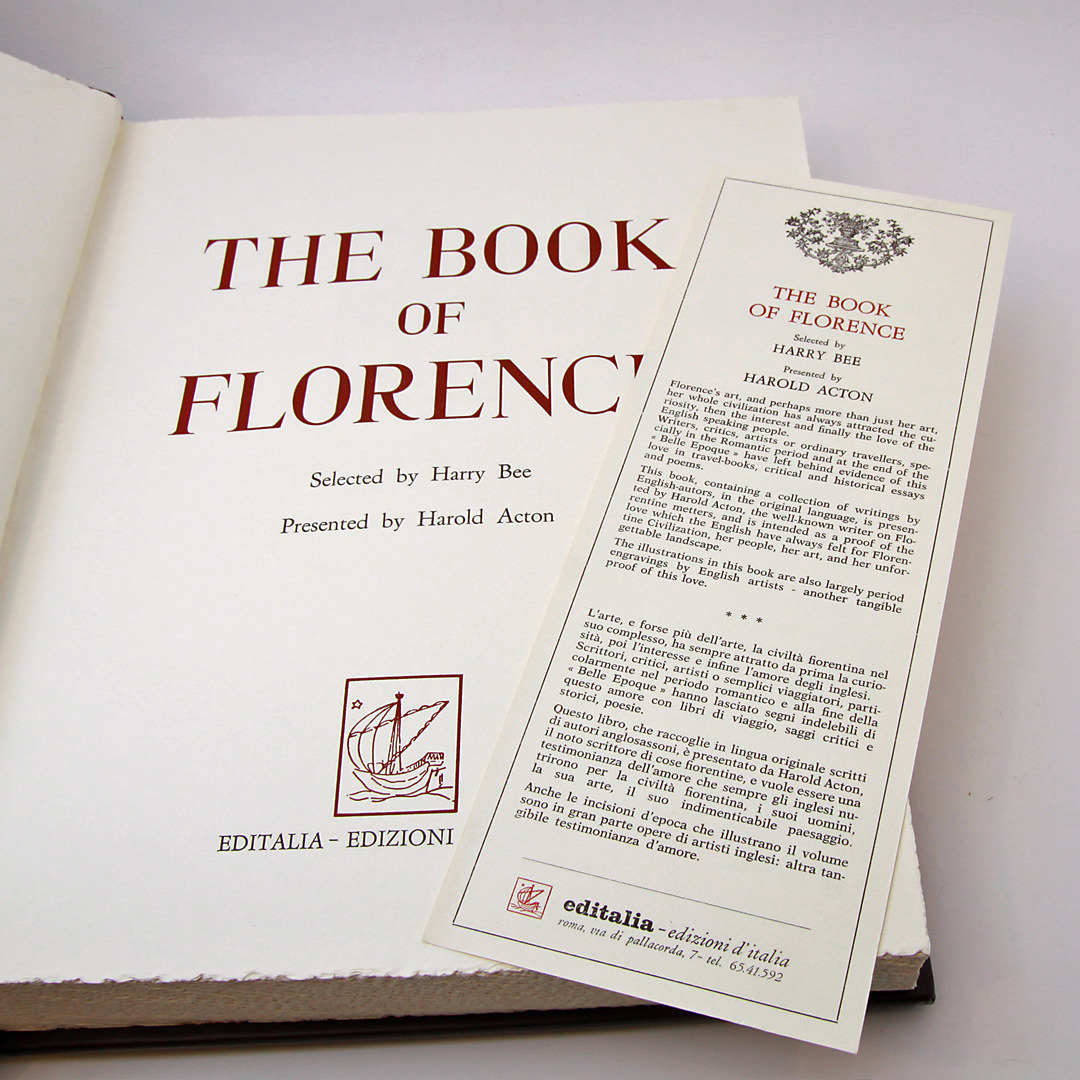 THE BOOK
OF
FLORENC
Selected by Harry Bee
Presented by Harold Acton
EDITALIA – EDIZIONI
THE BOOK
OF FLORENCE
Selected by
HARRY BEE
Presented by
HAROLD ACTON
Florence's art, and perhaps more than just her art,
her whole civilization has always attracted the cu-
riosity, then the interest and finally the love of the
English speaking people.
Writers, critics, artists or ordinary travellers, spe-
cially in the Romantic period and at the end of the
« Belle Epoque » have left behind evidence of this
love in travel-books, critical and historical essays
and poems.
This book, containing a collection of writings by
English-autors, in the original language, is presen-
ted by Harold Acton, the well-known writer on Flo-
rentine metters, and is intended as a proof of the
love which the English have always felt for Floren-
tine Civilization, her people, her art, and her unfor-
gettable landscape.
The illustrations in this book are also largely period
engravings by English artists - another tangible
proof of this love.
* * *
L'arte, e forse più dell'arte, la civiltà fiorentina nel
suo complesso, ha sempre attratto da prima la curio-
sità, poi l'interesse e infine l'amore degli inglesi.
Scrittori, critici, artisti o semplici viaggiatori, parti-
colarmente nel periodo romantico e alla fine della
« Belle Epoque » hanno lasciato segni indelebili di
questo amore con libri di viaggio, saggi critici e
storici, poesie.
Questo libro, che raccoglie in lingua originale scritti
di autori anglosassoni, è presentato da Harold Acton,
il noto scrittore di cose fiorentine, e vuole essere una
testimonianza dell'amore che sempre gli inglesi nu-
trirono per la civiltà fiorentina, i suoi uomini,
la sua arte, il suo indimenticabile paesaggio.
Anche le incisioni d'epoca che illustrano il volume
sono in gran parte opere di artisti inglesi: altra tan-
gibile testimonianza d'amore.
editalia – edizioni d'italia
roma, via di pallacorda, 7 – tel. 65.41.592